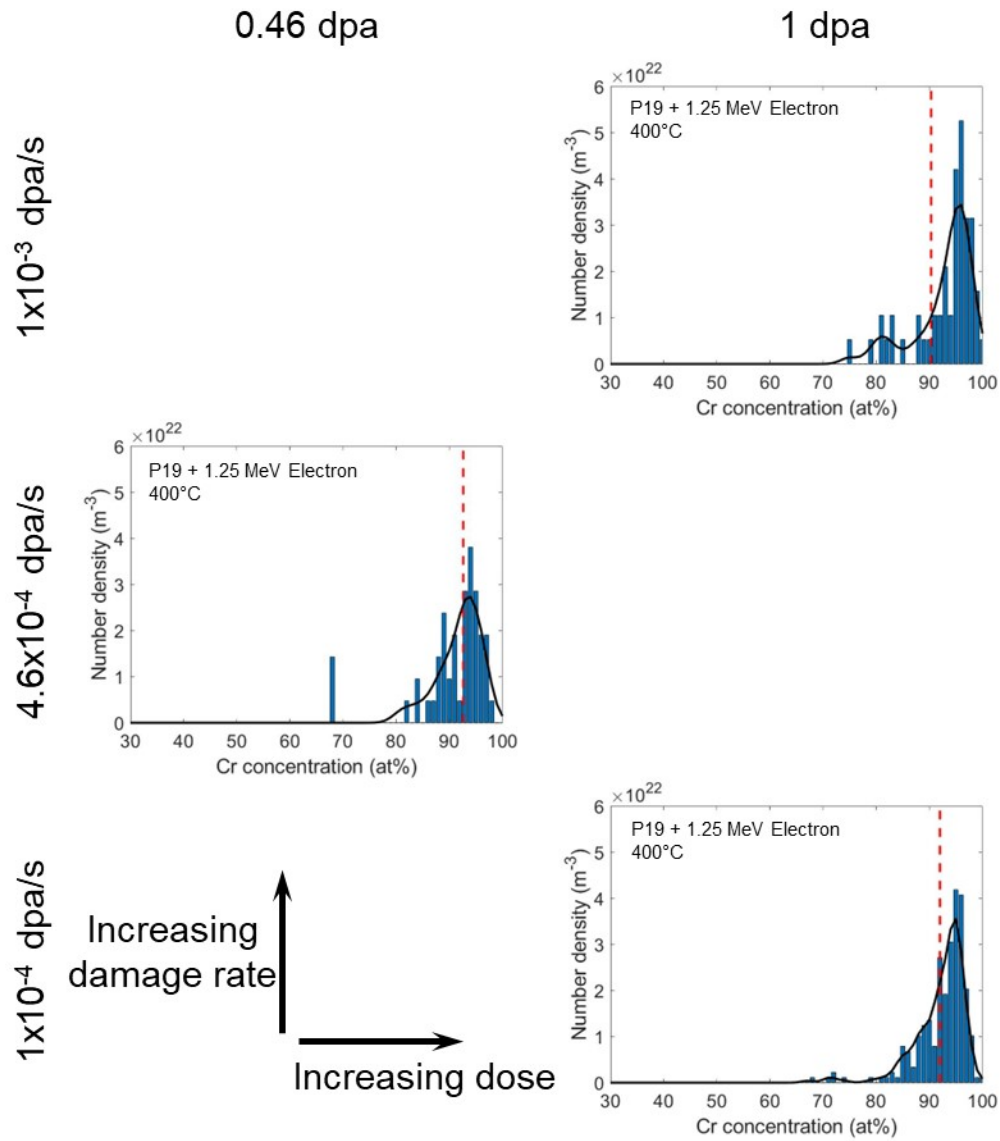 0.46 dpa
1 dpa
1x10⁻³ dpa/s
×10²²
P19 + 1.25 MeV Electron
400°C
Number density (m⁻³)
6
5
4
3
2
1
0
30 40 50 60 70 80 90 100
Cr concentration (at%)
4.6x10⁻⁴ dpa/s
×10²²
P19 + 1.25 MeV Electron
400°C
Number density (m⁻³)
6
5
4
3
2
1
0
30 40 50 60 70 80 90 100
Cr concentration (at%)
1x10⁻⁴ dpa/s
Increasing
damage rate
Increasing dose
×10²²
P19 + 1.25 MeV Electron
400°C
Number density (m⁻³)
6
5
4
3
2
1
0
30 40 50 60 70 80 90 100
Cr concentration (at%)